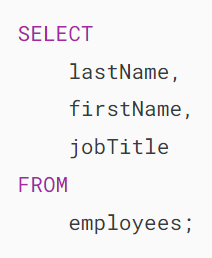 SELECT
    lastName,
    firstName,
    jobTitle
FROM
    employees;